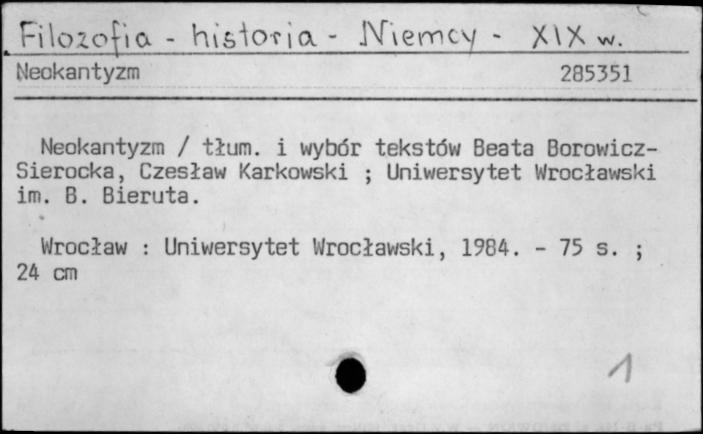 Filozofia - historia - Niemcy - XIX w.
Neokantyzm 285351
Neokantyzm / tłum. i wybór tekstów Beata Borowicz-
Sierocka, Czesław Karkowski ; Uniwersytet Wrocławski
im. B. Bieruta.
Wrocław : Uniwersytet Wrocławski, 1984. - 75 s. ;
24 cm
1